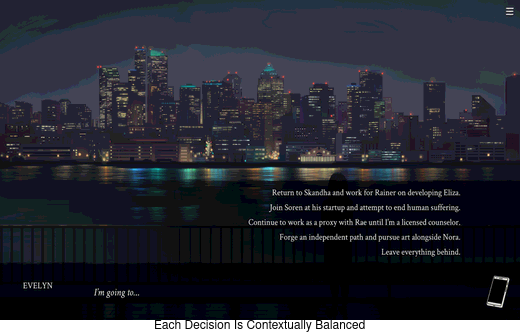 Return to Skandha and work for Rainer on developing Eliza.
Join Soren at his startup and attempt to end human suffering.
Continue to work as a proxy with Rae until I'm a licensed counselor.
Forge an independent path and pursue art alongside Nora.
Leave everything behind.
EVELYN
I'm going to...
Each Decision Is Contextually Balanced